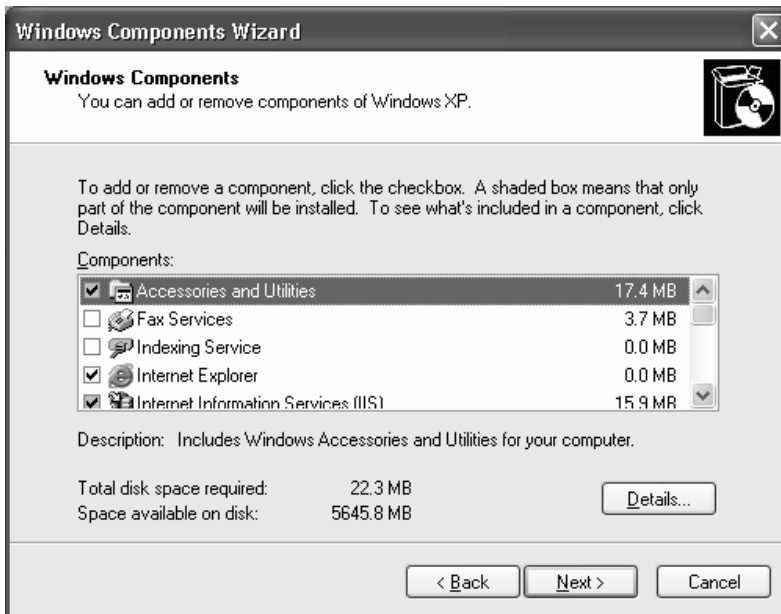 Windows Components Wizard
Windows Components
You can add or remove components of Windows XP.
To add or remove a component, click the checkbox. A shaded box means that only
part of the component will be installed. To see what's included in a component, click
Details.
Components:
Accessories and Utilities 17.4 MB
Fax Services 3.7 MB
Indexing Service 0.0 MB
Internet Explorer 0.0 MB
Internet Information Services (IIS) 15.9 MB
Description: Includes Windows Accessories and Utilities for your computer.
Total disk space required: 22.3 MB
Space available on disk: 5645.8 MB
Details...
< Back Next > Cancel